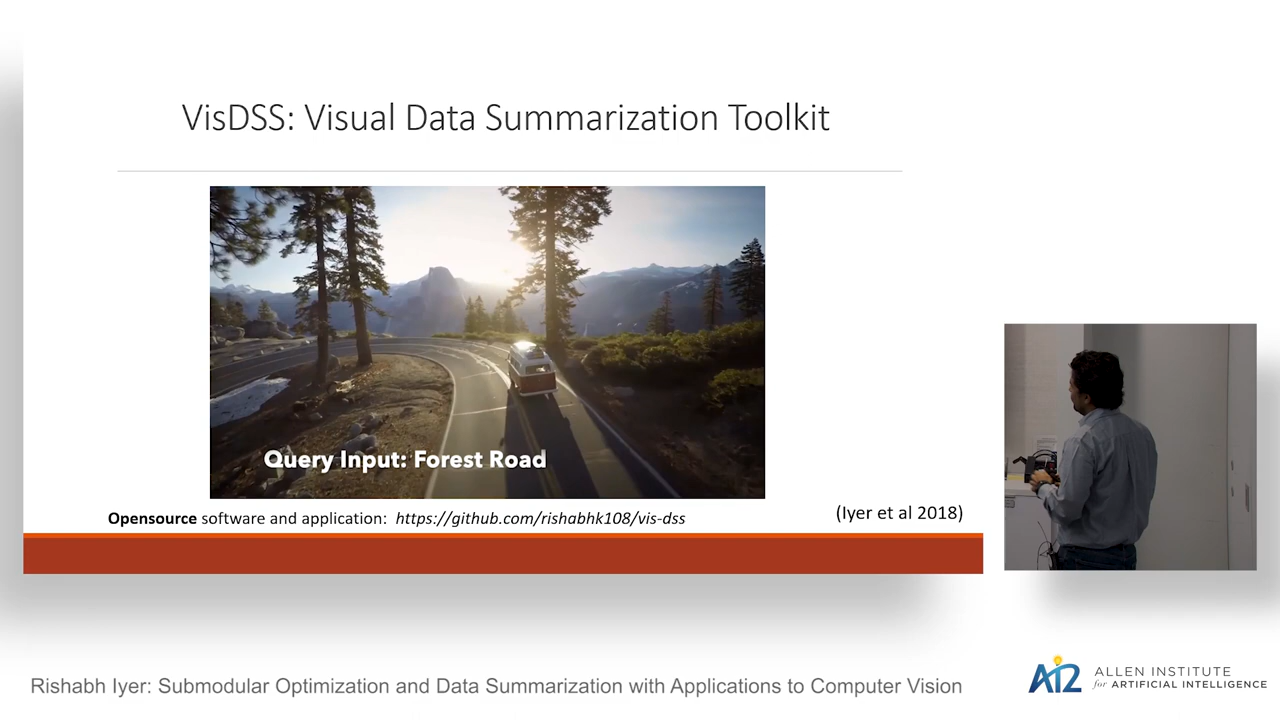 VisDSS: Visual Data Summarization Toolkit
Query Input: Forest Road
Opensource software and application: https://github.com/rishabhk108/vis-dss
(Iyer et al 2018)
Rishabh Iyer: Submodular Optimization and Data Summarization with Applications to Computer Vision
AI2 ALLEN INSTITUTE
for ARTIFICIAL INTELLIGENCE